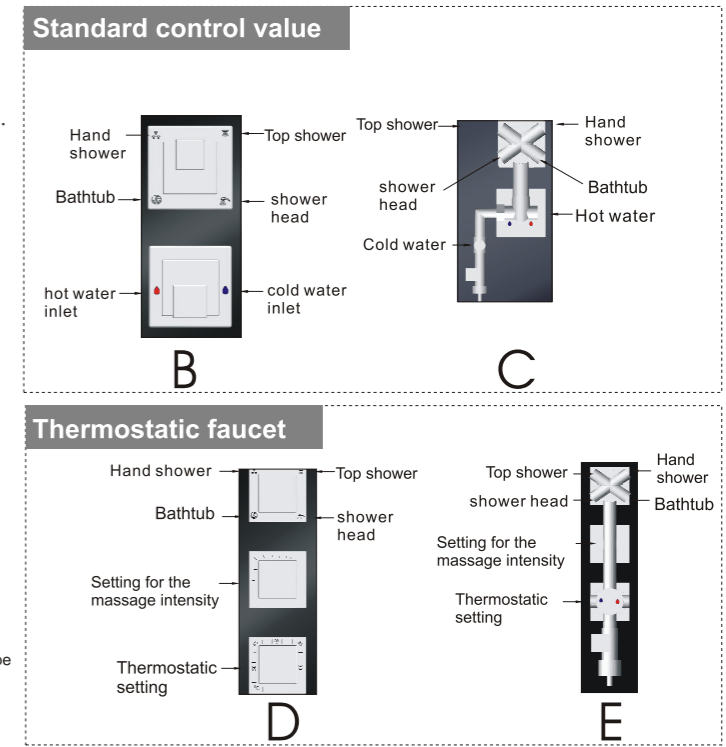 Standard control value
Hand
shower
Top shower
Bathtub
shower
head
hot water
inlet
cold water
inlet
B
Top shower
Hand
shower
shower
head
Bathtub
Hot water
Cold water
C
Thermostatic faucet
Hand shower
Top shower
Bathtub
shower
head
Setting for the
massage intensity
Thermostatic
setting
D
Top shower
Hand
shower
shower head
Bathtub
Setting for the
massage intensity
Thermostatic
setting
E